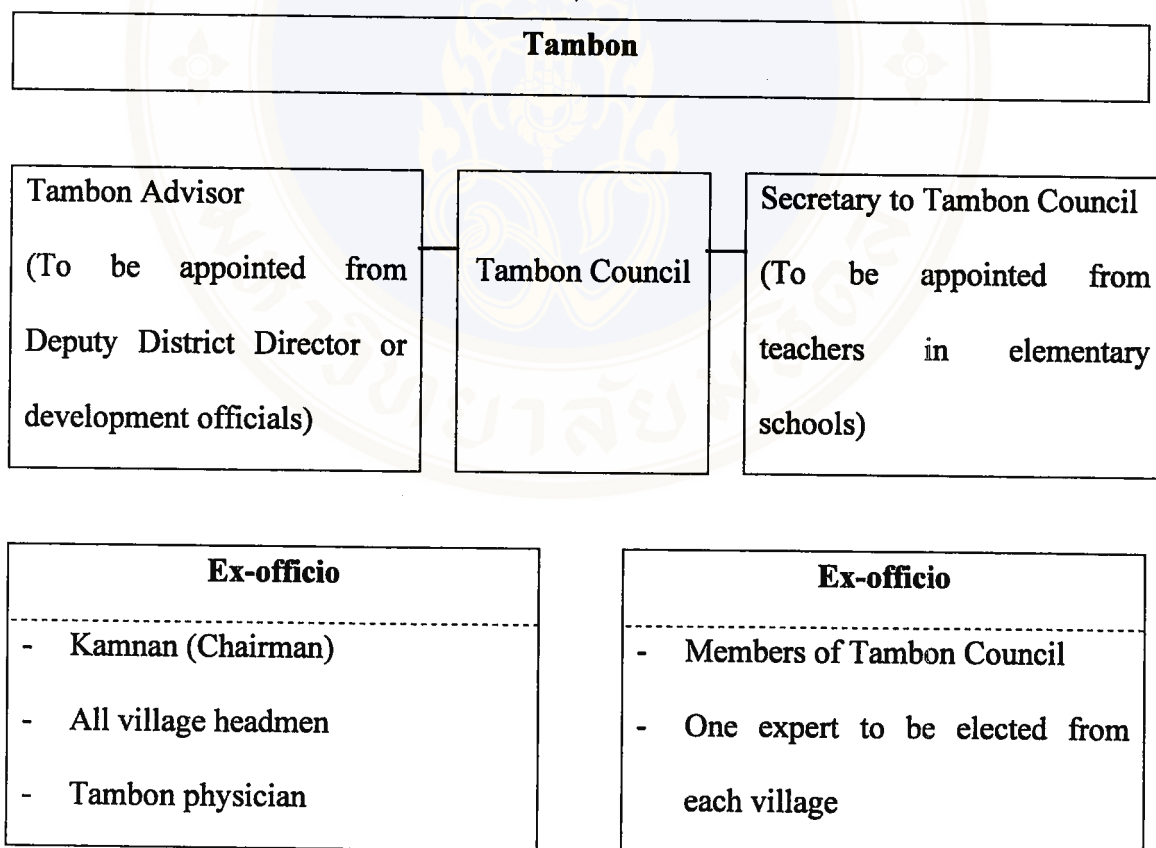 Tambon
Tambon Advisor
(To be appointed from
Deputy District Director or
development officials)
Tambon Council
Secretary to Tambon Council
(To be appointed from
teachers in elementary
schools)
Ex-officio
- Kamnan (Chairman)
- All village headmen
- Tambon physician
Ex-officio
- Members of Tambon Council
- One expert to be elected from
each village